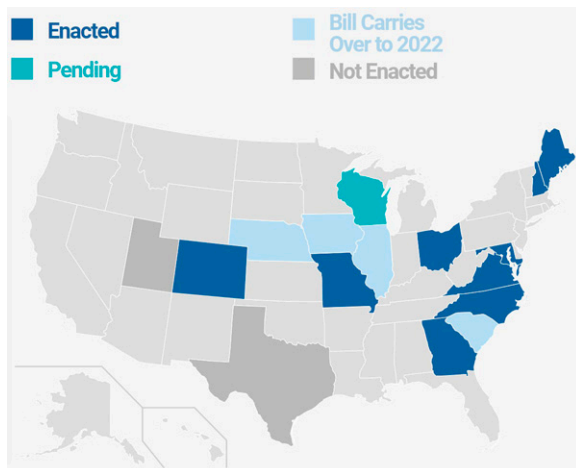 Enacted
Pending
Bill Carries
Over to 2022
Not Enacted